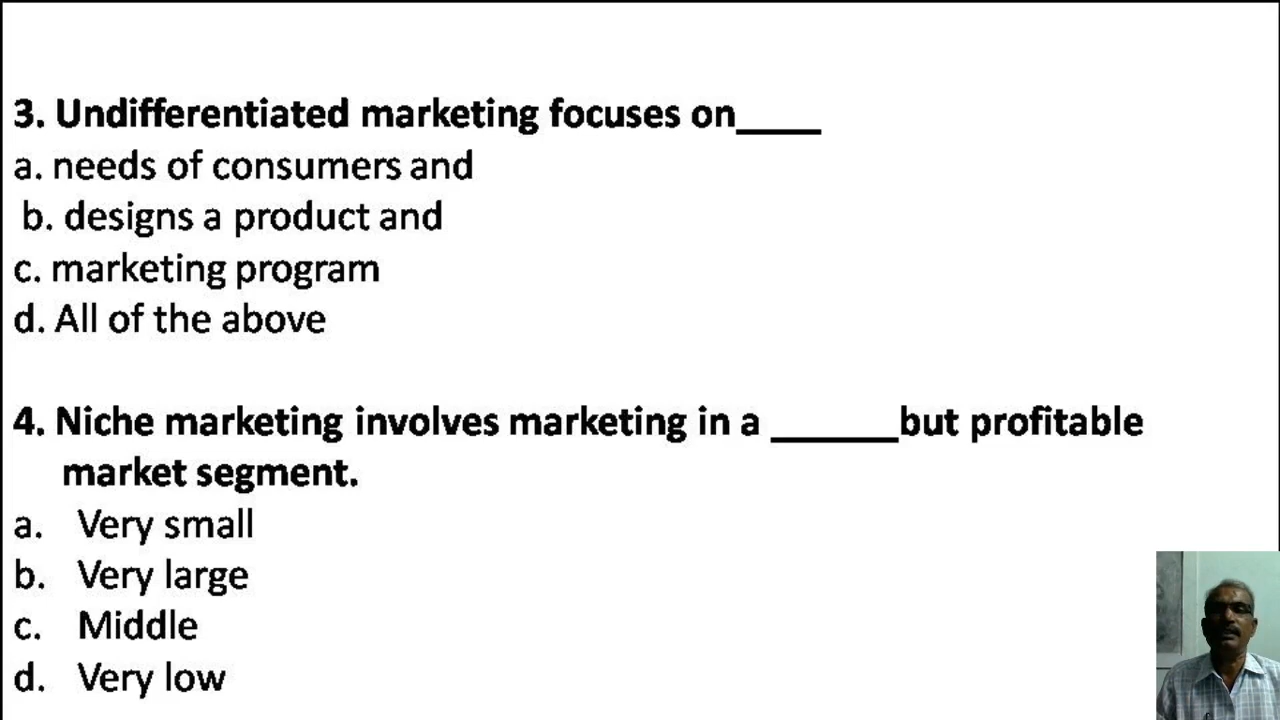 3. Undifferentiated marketing focuses on____
a. needs of consumers and
b. designs a product and
c. marketing program
d. All of the above
4. Niche marketing involves marketing in a ______but profitable
market segment.
a. Very small
b. Very large
c. Middle
d. Very low